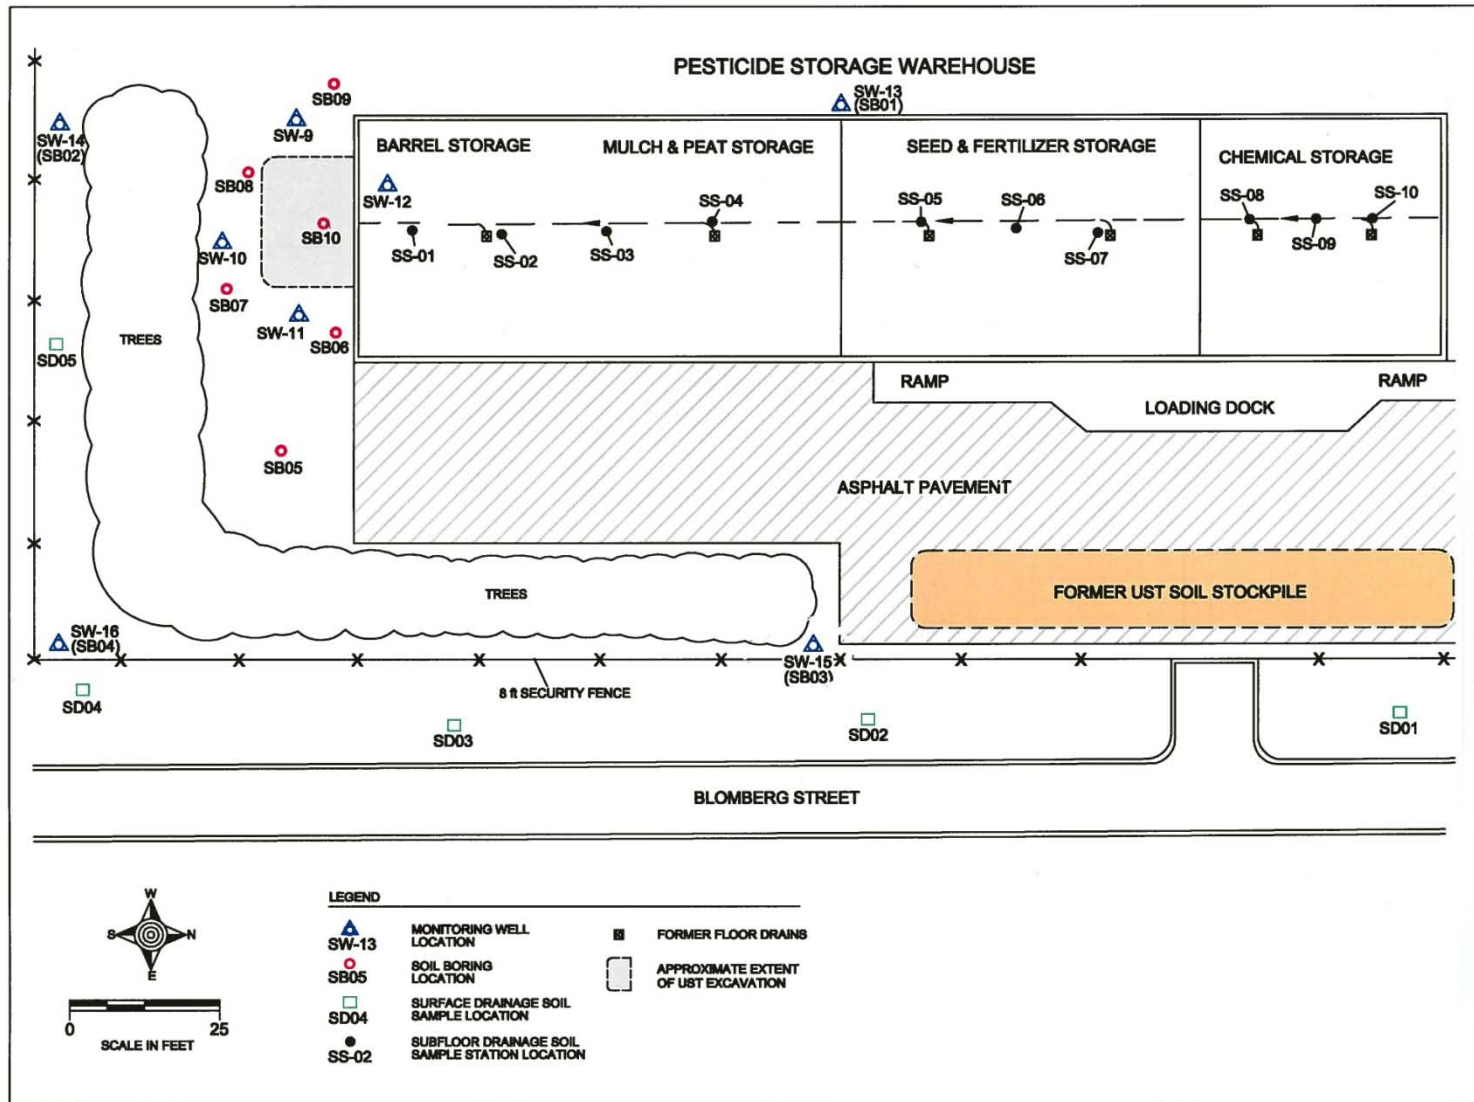 PESTICIDE STORAGE WAREHOUSE
SW-13
(SB01)
SB09
SW-9
SW-14
(SB02)
BARREL STORAGE
MULCH & PEAT STORAGE
SEED & FERTILIZER STORAGE
CHEMICAL STORAGE
SB08
SW-12
SS-04
SS-05
SS-06
SS-08
SS-10
SB10
SW-10
SS-01
SS-02
SS-03
SS-07
SS-09
SB07
SW-11
SB06
TREES
SD05
RAMP
RAMP
LOADING DOCK
SB05
ASPHALT PAVEMENT
TREES
FORMER UST SOIL STOCKPILE
SW-16
(SB04)
SW-15
(SB03)
8 ft SECURITY FENCE
SD04
SD03
SD02
SD01
BLOMBERG STREET
W
S
N
E
0
25
SCALE IN FEET
LEGEND
SW-13
MONITORING WELL
LOCATION
SB05
SOIL BORING
LOCATION
SD04
SURFACE DRAINAGE SOIL
SAMPLE LOCATION
SS-02
SUBFLOOR DRAINAGE SOIL
SAMPLE STATION LOCATION
FORMER FLOOR DRAINS
APPROXIMATE EXTENT
OF UST EXCAVATION